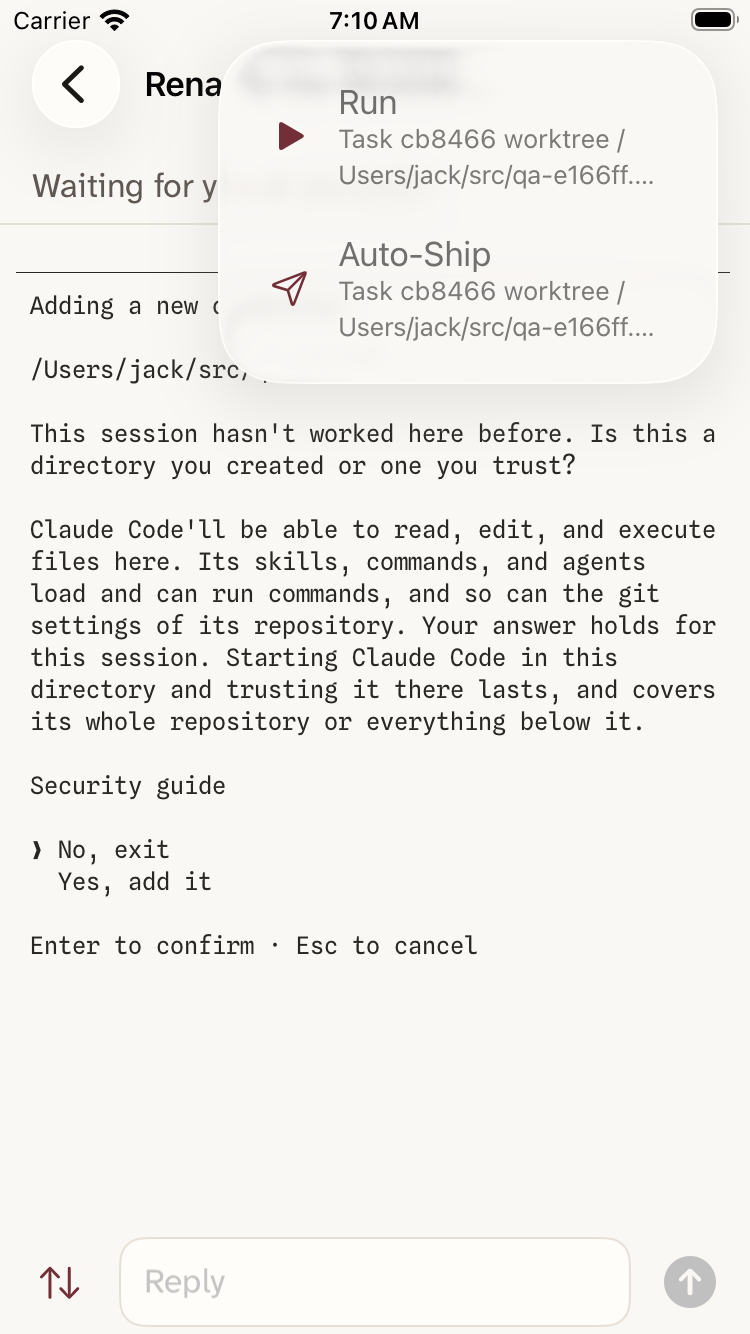 Carrier 7:10 AM
Rena
Waiting for y
Run
Task cb8466 worktree /
Users/jack/src/qa-e166ff....
Auto-Ship
Task cb8466 worktree /
Users/jack/src/qa-e166ff....
Adding a new
/Users/jack/src/
This session hasn't worked here before. Is this a
directory you created or one you trust?
Claude Code'll be able to read, edit, and execute
files here. Its skills, commands, and agents
load and can run commands, and so can the git
settings of its repository. Your answer holds for
this session. Starting Claude Code in this
directory and trusting it there lasts, and covers
its whole repository or everything below it.
Security guide
❯ No, exit
Yes, add it
Enter to confirm · Esc to cancel
Reply